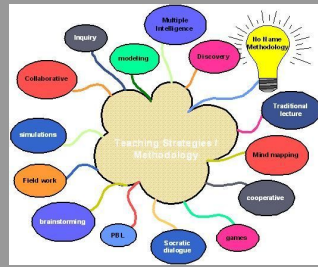 Multiple
Intelligence
No Name
Methodology
Inquiry
modeling
Discovery
Collaborative
Traditional
lecture
simulations
Teaching Strategies /
Methodology
Mind mapping
Field work
cooperative
brainstorming
PBL
Socratic
dialogue
games